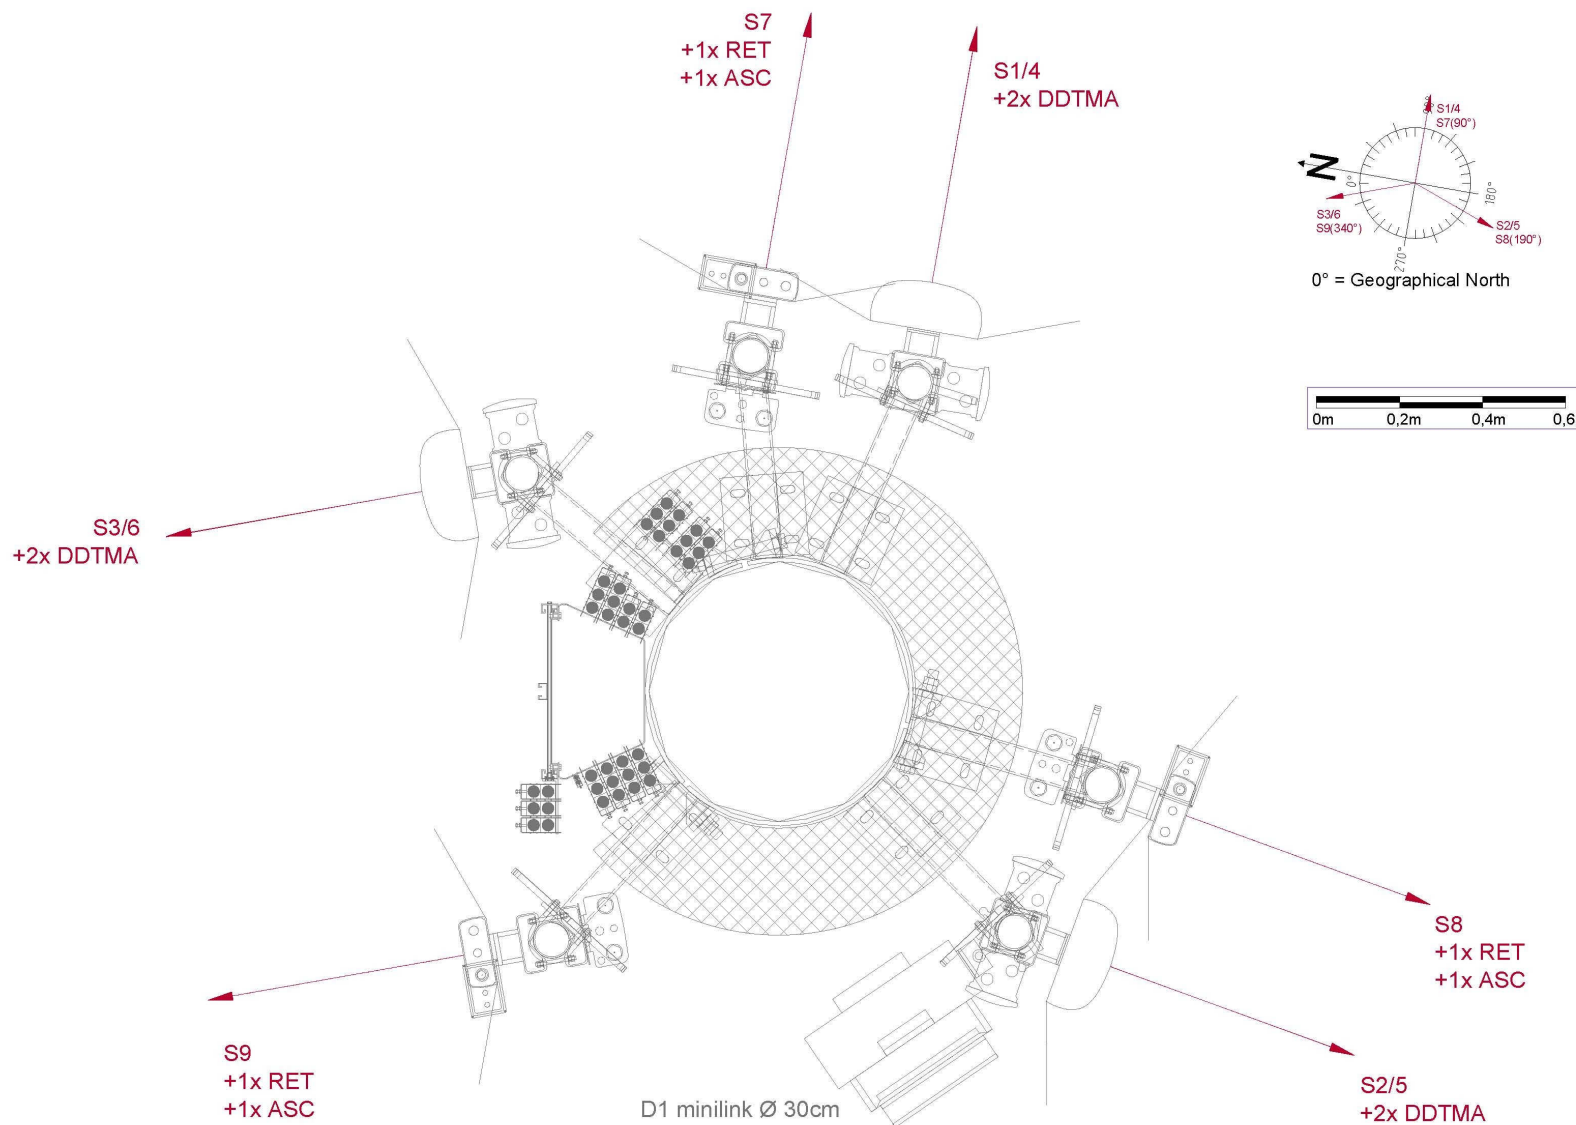 S7
+1x RET
+1x ASC
S1/4
+2x DDTMA
S1/4
S7(90°)
N
0°
180°
S3/6
S9(340°)
S2/5
S8(190°)
270°
0° = Geographical North
0m 0,2m 0,4m 0,6
S3/6
+2x DDTMA
S8
+1x RET
+1x ASC
S9
+1x RET
+1x ASC
S2/5
+2x DDTMA
D1 minilink Ø 30cm